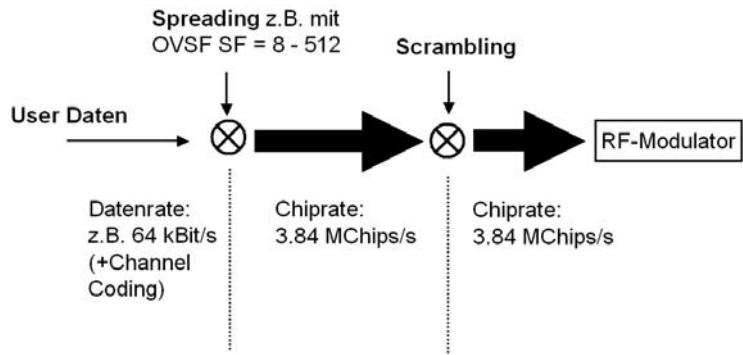 Spreading z.B. mit
OVSF SF = 8 - 512
Scrambling
User Daten
RF-Modulator
Datenrate:
z.B. 64 kBit/s
(+Channel
Coding)
Chiprate:
3.84 MChips/s
Chiprate:
3.84 MChips/s